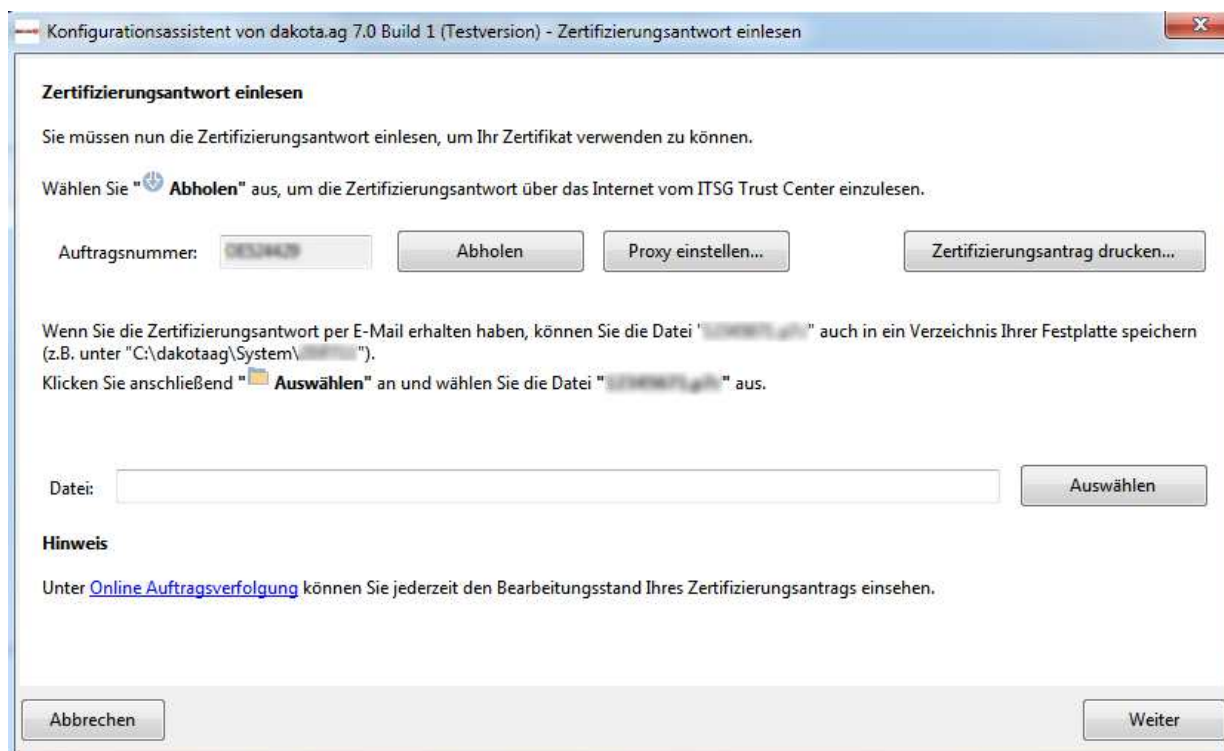 Konfigurationsassistent von dakota.ag 7.0 Build 1 (Testversion) - Zertifizierungsantwort einlesen
Zertifizierungsantwort einlesen
Sie müssen nun die Zertifizierungsantwort einlesen, um Ihr Zertifikat verwenden zu können.
Wählen Sie " Abholen" aus, um die Zertifizierungsantwort über das Internet vom ITSG Trust Center einzulesen.
Auftragsnummer: Abholen Proxy einstellen... Zertifizierungsantrag drucken...
Wenn Sie die Zertifizierungsantwort per E-Mail erhalten haben, können Sie die Datei " " auch in ein Verzeichnis Ihrer Festplatte speichern
(z.B. unter "C:\dakotaag\System\ ").
Klicken Sie anschließend " Auswählen" an und wählen Sie die Datei " " aus.
Datei: Auswählen
Hinweis
Unter Online Auftragsverfolgung können Sie jederzeit den Bearbeitungsstand Ihres Zertifizierungsantrags einsehen.
Abbrechen Weiter